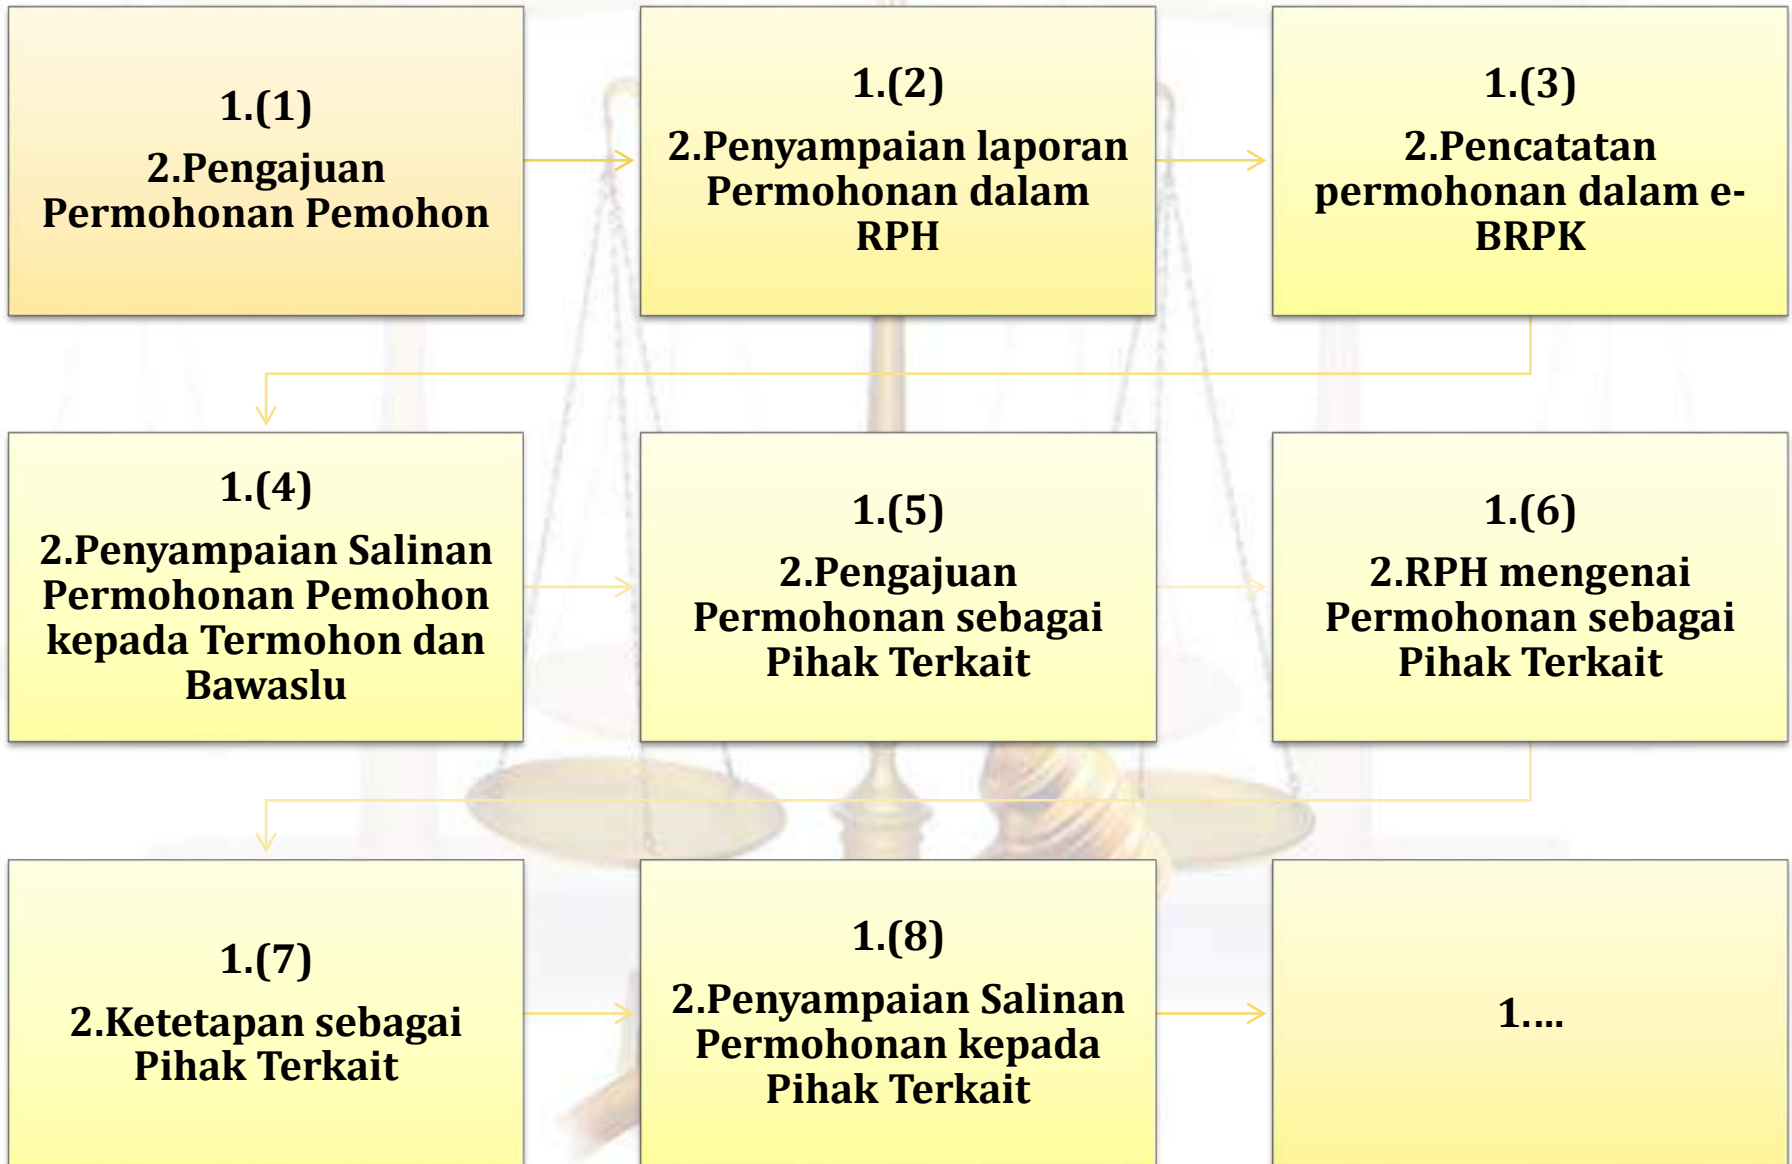 1.(1)
2.Pengajuan
Permohonan Pemohon
1.(2)
2.Penyampaian laporan
Permohonan dalam
RPH
1.(3)
2.Pencatatan
permohonan dalam e-
BRPK
1.(4)
2.Penyampaian Salinan
Permohonan Pemohon
kepada Termohon dan
Bawaslu
1.(5)
2.Pengajuan
Permohonan sebagai
Pihak Terkait
1.(6)
2.RPH mengenai
Permohonan sebagai
Pihak Terkait
1.(7)
2.Ketetapan sebagai
Pihak Terkait
1.(8)
2.Penyampaian Salinan
Permohonan kepada
Pihak Terkait
1....